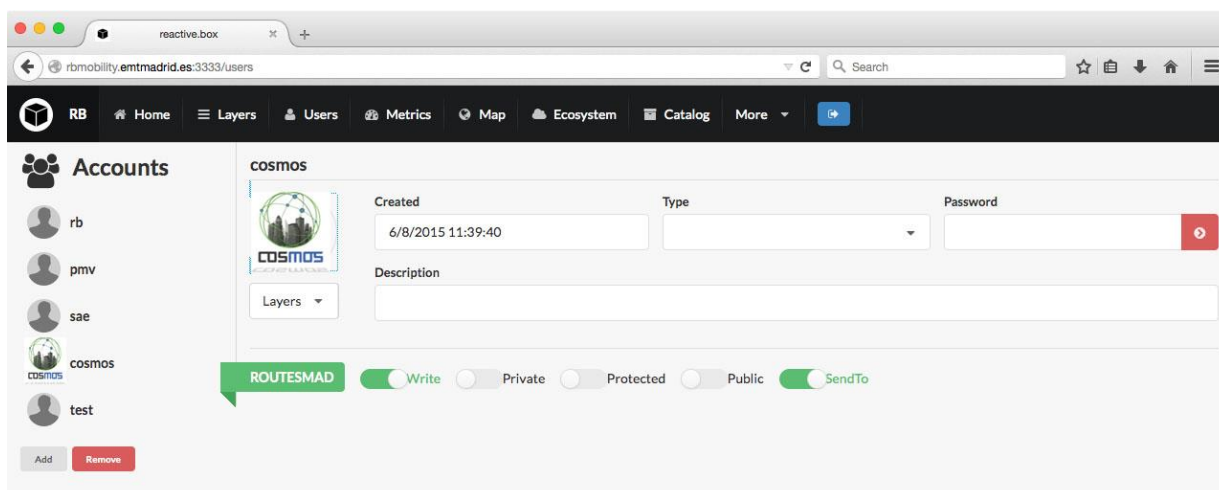 reactive.box
rbmobility.emtmadrid.es:3333/users
Search
RB Home Layers Users Metrics Map Ecosystem Catalog More
Accounts
rb
pmv
sae
COSMOS
cosmos
test
Add Remove
cosmos
COSMOS
Layers
Created Type Password
6/8/2015 11:39:40
Description
ROUTESMAD Write Private Protected Public SendTo